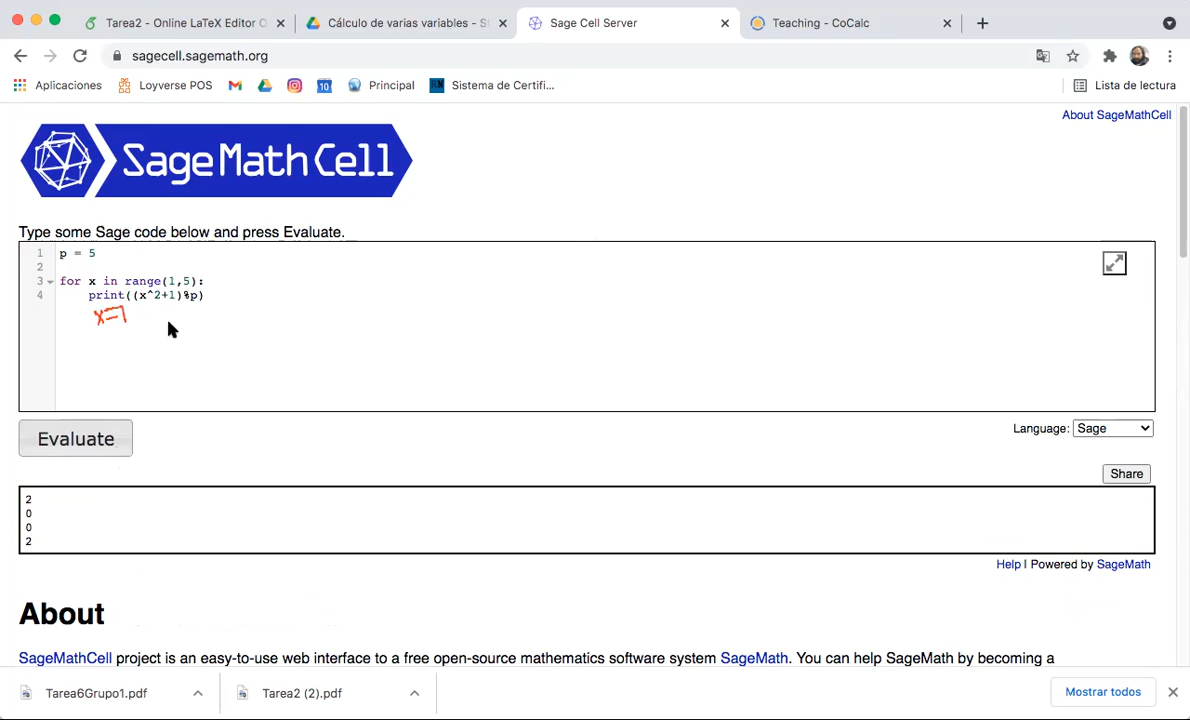 Tarea2 - Online LaTeX Editor O
Cálculo de varias variables - S
Sage Cell Server
Teaching - CoCalc
sagecell.sagemath.org
Aplicaciones
Loyverse POS
10
Principal
Sistema de Certifi...
Lista de lectura
About SageMathCell
SageMathCell
Type some Sage code below and press Evaluate.
1 p = 5
2
3 for x in range(1,5):
4 print((x^2+1)%p)
Evaluate
Language: Sage
Share
2
0
0
2
Help | Powered by SageMath
About
SageMathCell project is an easy-to-use web interface to a free open-source mathematics software system SageMath. You can help SageMath by becoming a
Tarea6Grupo1.pdf
Tarea2 (2).pdf
Mostrar todos